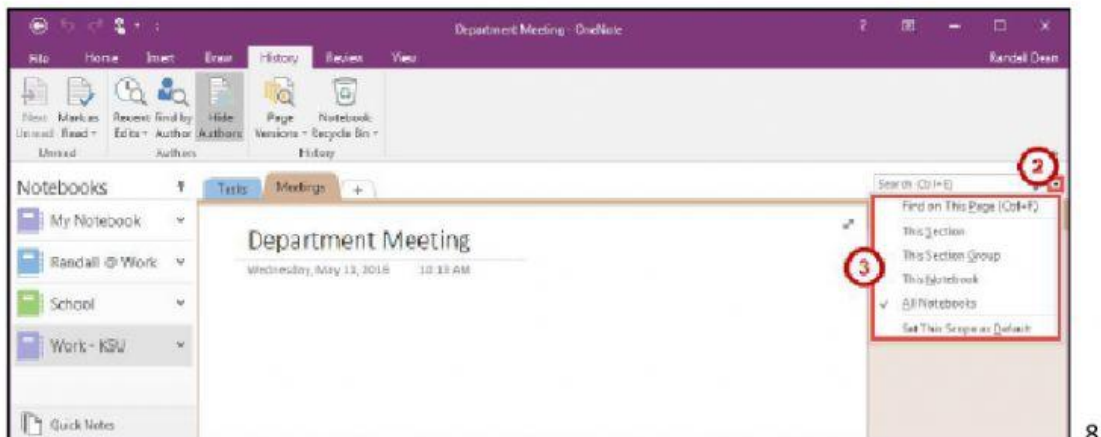 Department Meeting - OneNote
File Home Insert Draw History Review View
Randall Dean
Next Unread Mark as Read Recent Edits Find by Author Hide Authors Page Versions Notebook Recycle Bin
Unread Authors History
Notebooks
Tasks Meetings +
Search (Ctrl+E)
2
My Notebook
Randall @ Work
School
Work - KSU
Quick Notes
Department Meeting
Wednesday, May 13, 2016 10:13 AM
3
Find on This Page (Ctrl+F)
This Section
This Section Group
This Notebook
All Notebooks
Set This Scope as Default
8